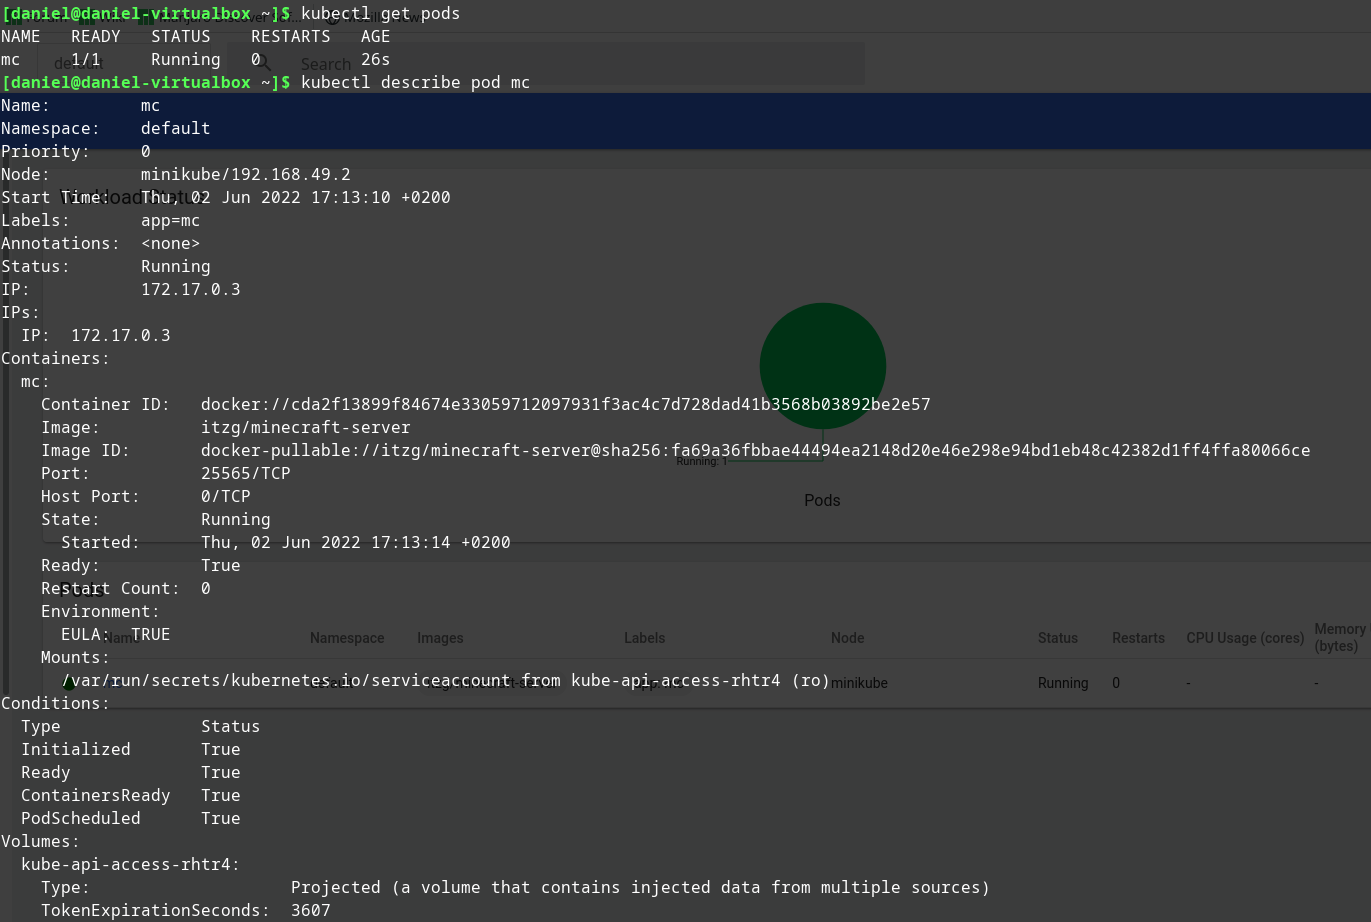 [daniel@daniel-virtualbox ~]$ kubectl get pods
NAME   READY   STATUS    RESTARTS   AGE
mc     1/1     Running   0          26s
default
Search
[daniel@daniel-virtualbox ~]$ kubectl describe pod mc
Name:         mc
Namespace:    default
Priority:     0
Node:         minikube/192.168.49.2
Workload Status
Start Time:   Thu, 02 Jun 2022 17:13:10 +0200
Labels:       app=mc
Annotations:  <none>
Status:       Running
IP:           172.17.0.3
IPs:
  IP:  172.17.0.3
Containers:
  mc:
    Container ID:   docker://cda2f13899f84674e33059712097931f3ac4c7d728dad41b3568b03892be2e57
    Image:          itzg/minecraft-server
    Image ID:       docker-pullable://itzg/minecraft-server@sha256:fa69a36fbbae44494ea2148d20e46e298e94bd1eb48c42382d1ff4ffa80066ce
Running: 1
    Port:           25565/TCP
    Host Port:      0/TCP
Pods
    State:          Running
      Started:      Thu, 02 Jun 2022 17:13:14 +0200
    Ready:          True
    Restart Count:  0
Pods
    Environment:
      EULA:  TRUE
Name Namespace Images Labels Node Status Restarts CPU Usage (cores) Memory (bytes)
    Mounts:
      /var/run/secrets/kubernetes.io/serviceaccount from kube-api-access-rhtr4 (ro)
minikube Running 0 - -
Conditions:
  Type              Status
  Initialized       True
  Ready             True
  ContainersReady   True
  PodScheduled      True
Volumes:
  kube-api-access-rhtr4:
    Type:                    Projected (a volume that contains injected data from multiple sources)
    TokenExpirationSeconds:  3607